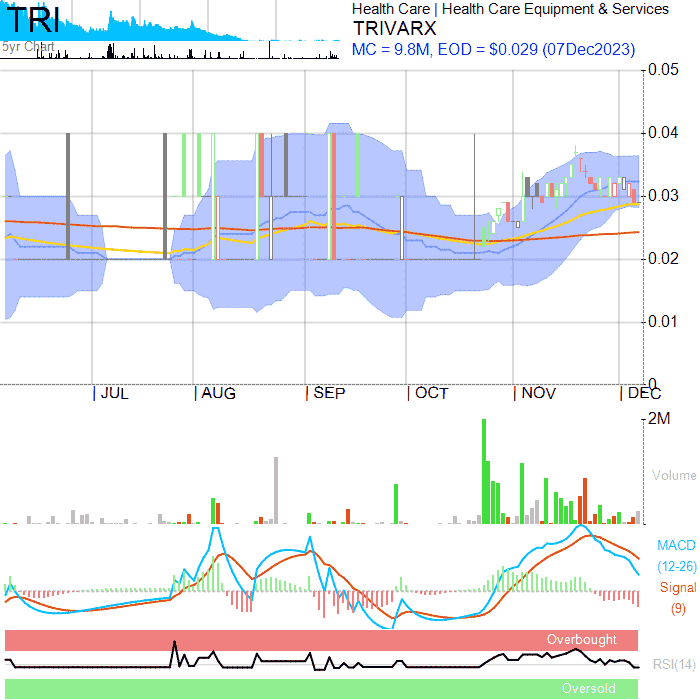 TRI
5yr Chart
Health Care | Health Care Equipment & Services
TRIVARX
MC = 9.8M, EOD = $0.029 (07Dec2023)
0.05
0.04
0.03
0.02
0.01
0
JUL AUG SEP OCT NOV DEC
2M
Volume
MACD
(12-26)
Signal
(9)
Overbought
RSI(14)
Oversold